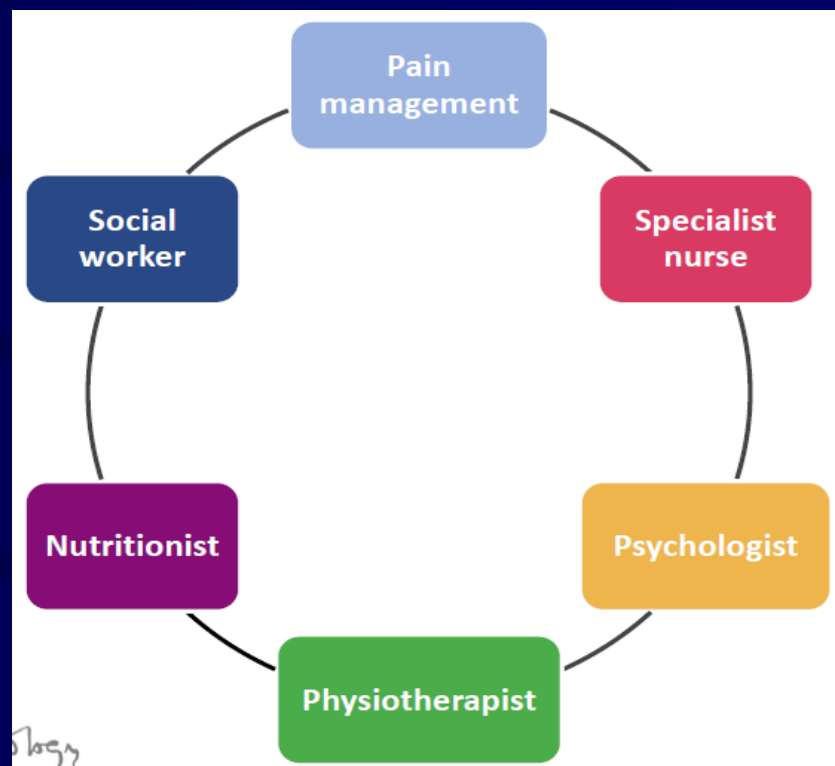 Pain
management
Specialist
nurse
Psychologist
Physiotherapist
Nutritionist
Social
worker